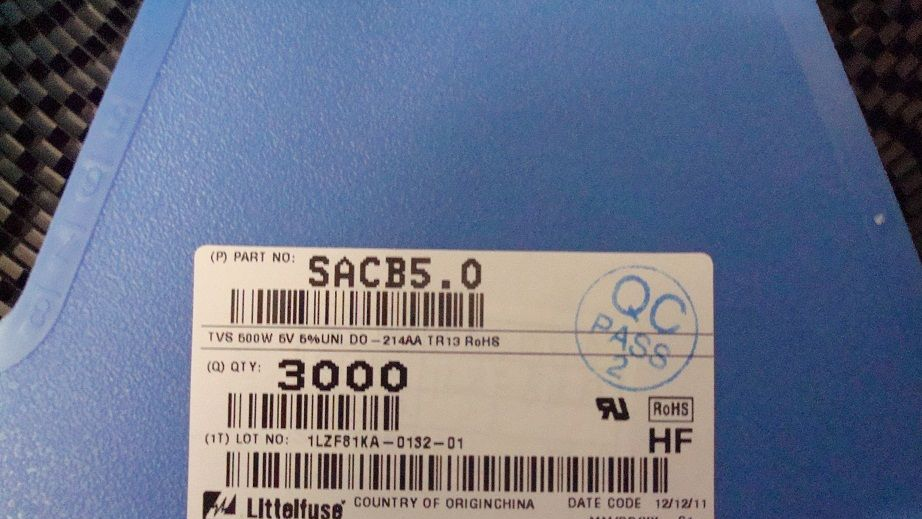 (P) PART NO: SACB5.0
TVS 500W 5V 5%UNI DO-214AA TR13 RoHS
QC
PASS
2
(Q) QTY: 3000
RoHS
HF
(1T) LOT NO: 1LZF81KA-0132-01
Littelfuse COUNTRY OF ORIGINCHINA DATE CODE 12/12/11